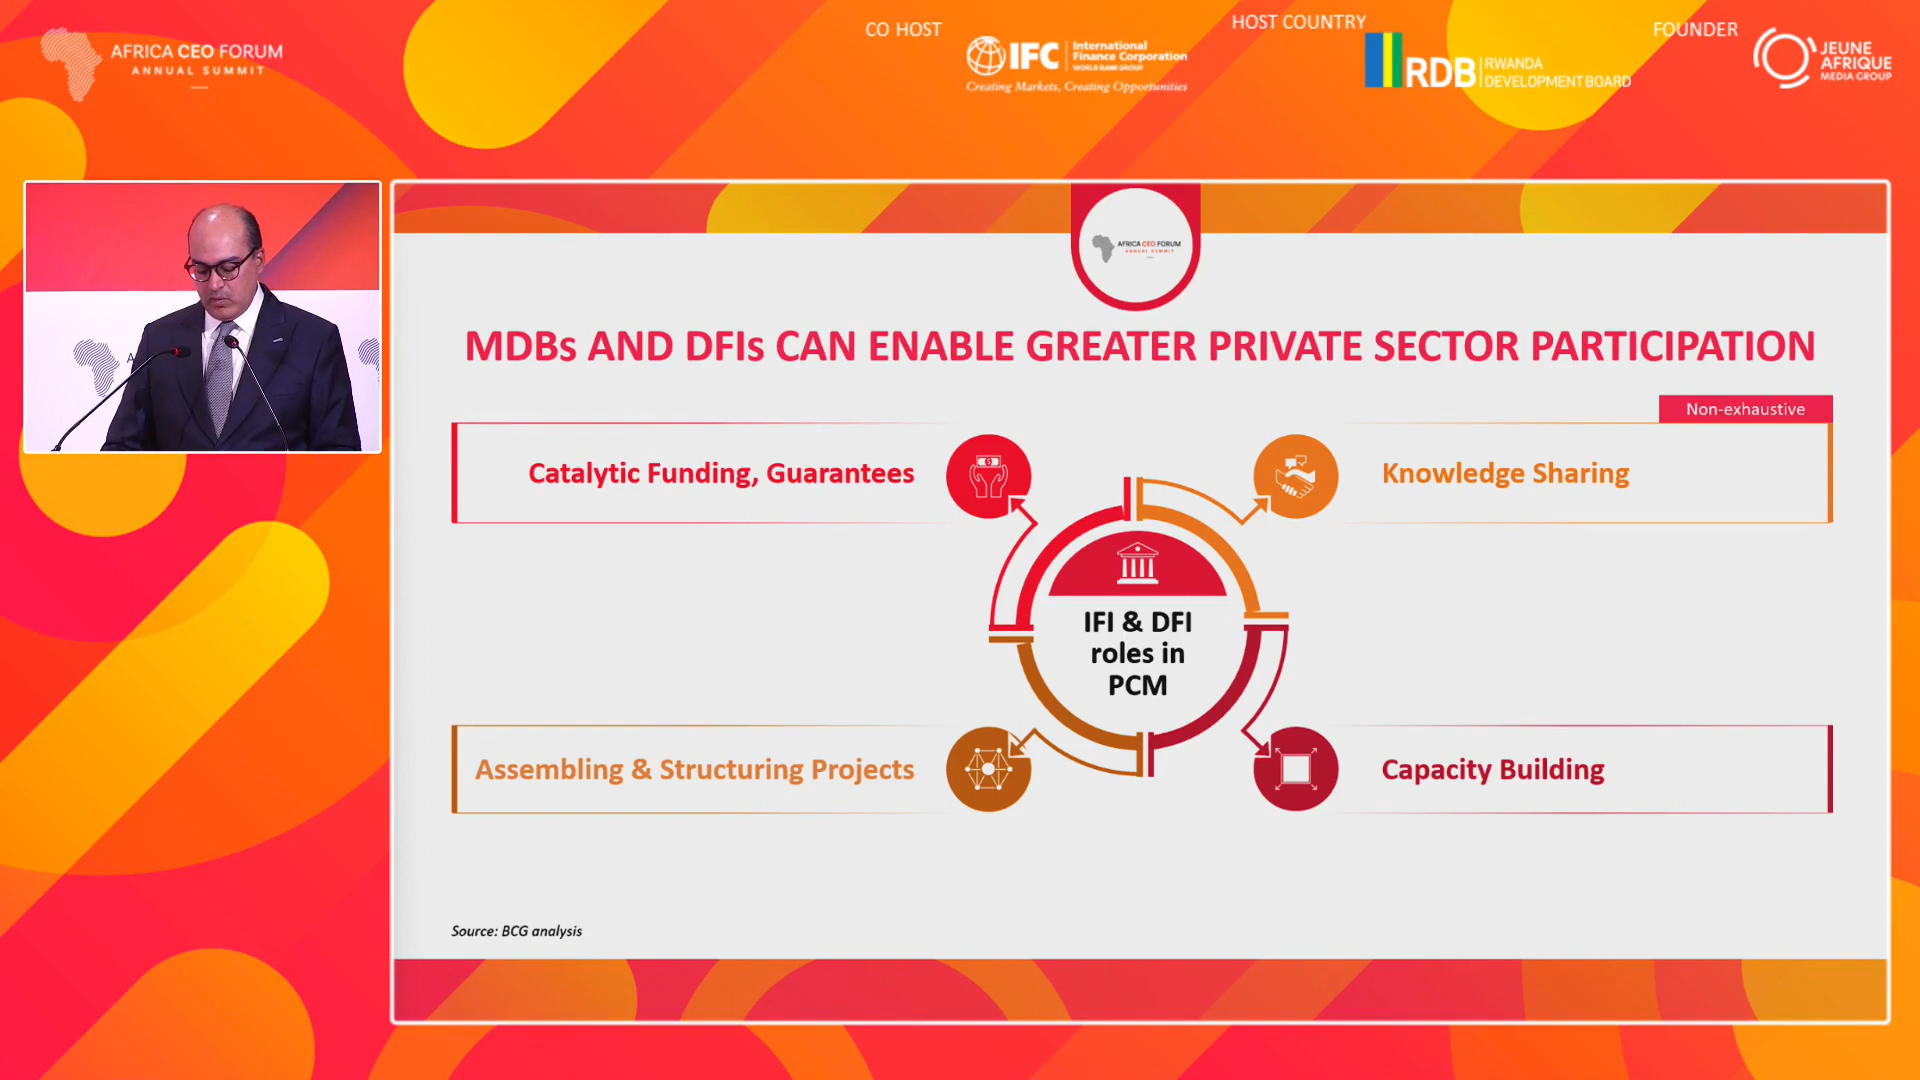 AFRICA CEO FORUM
ANNUAL SUMMIT
CO HOST
IFC International
Finance Corporation
WORLD BANK GROUP
Creating Markets, Creating Opportunities
HOST COUNTRY
RDB RWANDA
DEVELOPMENT BOARD
FOUNDER
JEUNE
AFRIQUE
MEDIA GROUP
AFRICA CEO FORUM
ANNUAL SUMMIT
MDBs AND DFIs CAN ENABLE GREATER PRIVATE SECTOR PARTICIPATION
Non-exhaustive
Catalytic Funding, Guarantees
Knowledge Sharing
IFI & DFI
roles in
PCM
Assembling & Structuring Projects
Capacity Building
Source: BCG analysis